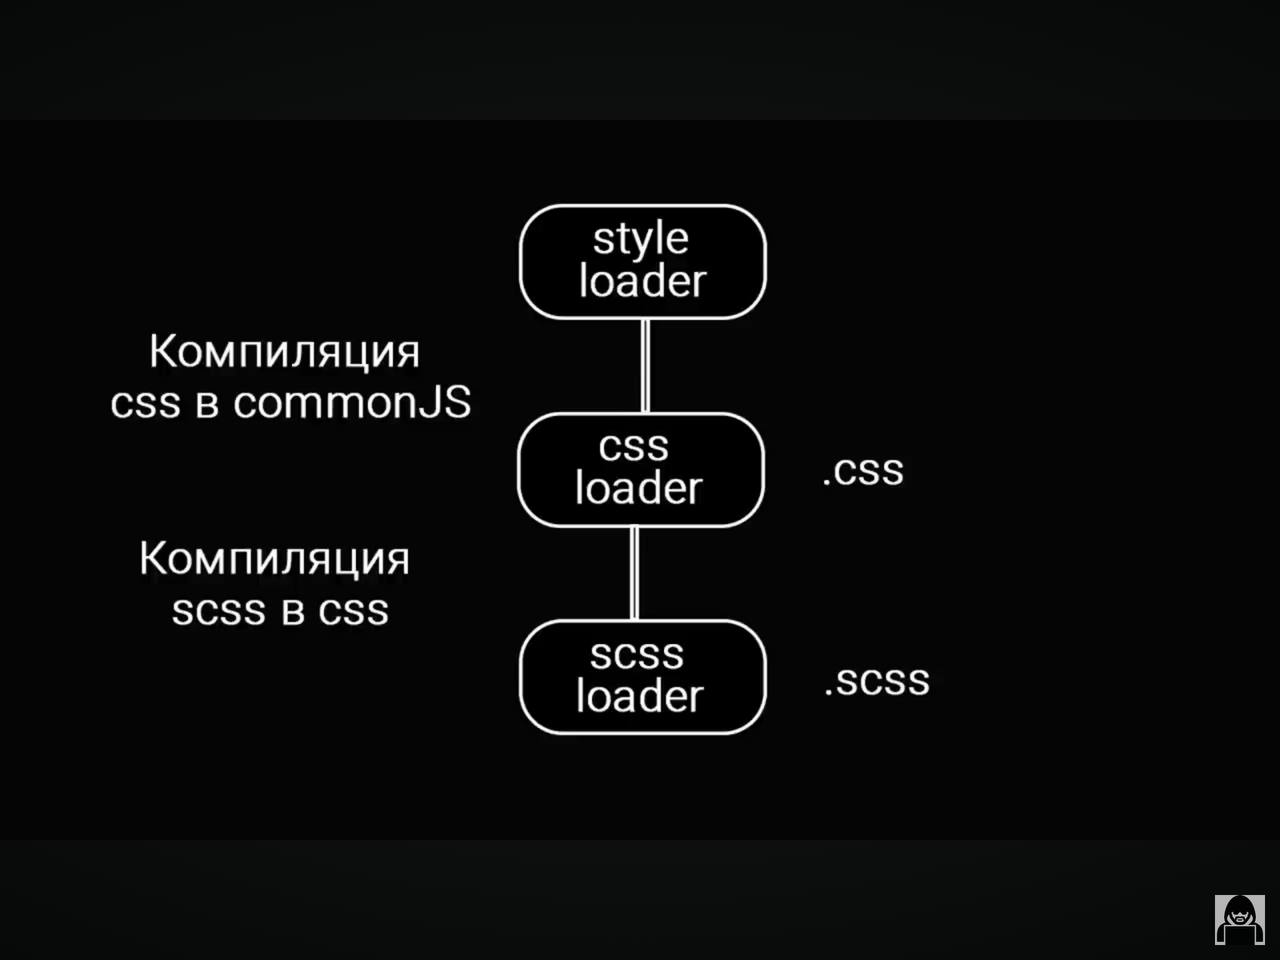 style
loader
Компиляция
css в commonJS
css
loader
.css
Компиляция
scss в css
scss
loader
.scss